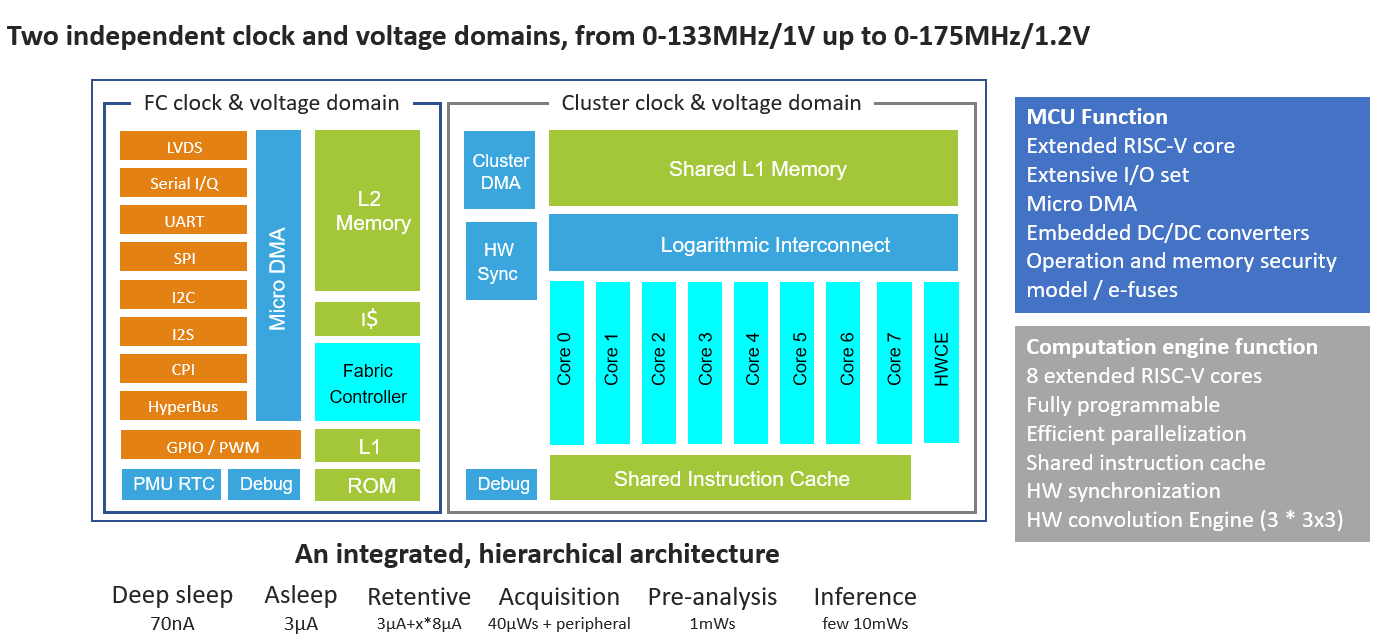 Two independent clock and voltage domains, from 0-133MHz/1V up to 0-175MHz/1.2V
FC clock & voltage domain
LVDS
Serial I/Q
UART
SPI
I2C
I2S
CPI
HyperBus
GPIO / PWM
PMU RTC
Debug
Micro DMA
L2
Memory
I$
Fabric
Controller
L1
ROM
Cluster clock & voltage domain
Cluster
DMA
HW
Sync
Debug
Shared L1 Memory
Logarithmic Interconnect
Core 0
Core 1
Core 2
Core 3
Core 4
Core 5
Core 6
Core 7
HWCE
Shared Instruction Cache
MCU Function
Extended RISC-V core
Extensive I/O set
Micro DMA
Embedded DC/DC converters
Operation and memory security
model / e-fuses
Computation engine function
8 extended RISC-V cores
Fully programmable
Efficient parallelization
Shared instruction cache
HW synchronization
HW convolution Engine (3 * 3x3)
An integrated, hierarchical architecture
Deep sleep
70nA
Asleep
3µA
Retentive
3µA+x*8µA
Acquisition
40µWs + peripheral
Pre-analysis
1mWs
Inference
few 10mWs